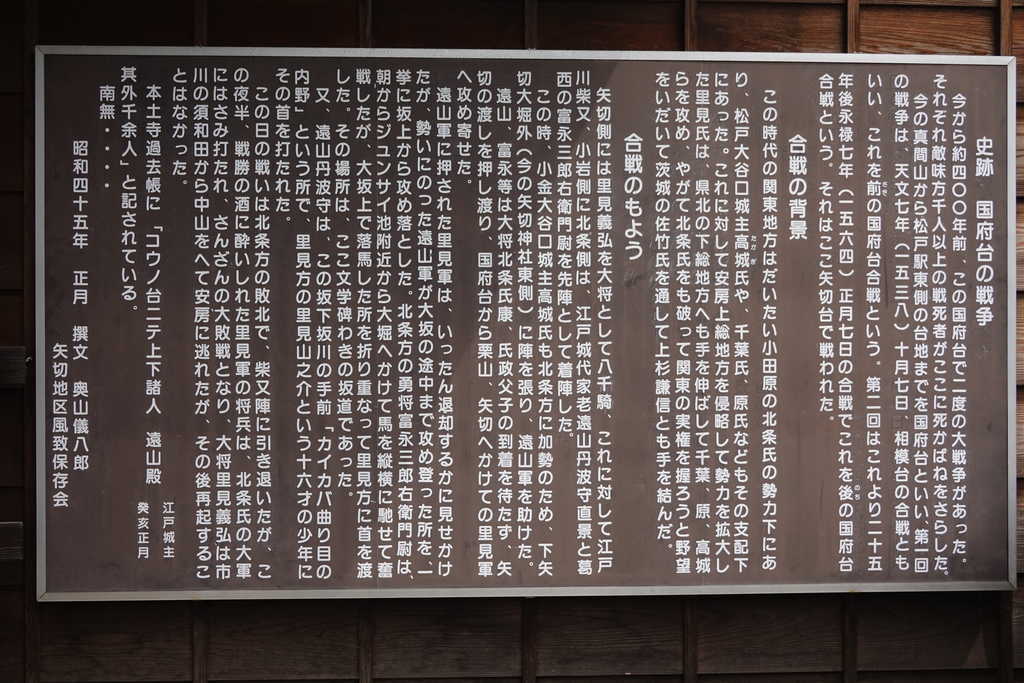 史跡　国府台の戦争
今から約四〇〇年前、この国府台で二度の大戦争があった。
それぞれ敵味方千人以上の戦死者がここに死かばねをさらした。
今の真間山から松戸駅東側の台地までを国府台といい、第一回
の戦争は、天文七年（一五三八）十月七日、相模台の合戦とも
いい、これを前の国府台合戦という。第二回はこれより二十五
年後永禄七年（一五六四）正月七日の合戦でこれを後の国府台
合戦という。それはここ矢切台で戦われた。
合戦の背景
この時代の関東地方はだいたい小田原の北条氏の勢力下にあ
り、松戸大谷口城主高城氏や、千葉氏、原氏などもその支配下
にあった。これに対して安房上総地方を侵略して勢力を拡大し
た里見氏は、県北の下総地方へも手を伸ばして千葉、原、高城
らを攻め、やがて北条氏をも破って関東の実権を握ろうと野望
をいだいて茨城の佐竹氏を通して上杉謙信とも手を結んだ。
合戦のもよう
矢切側には里見義弘を大将として八千騎、これに対して江戸
川柴又、小岩側に北条側は、江戸城代家老遠山丹波守直景と葛
西の富永三郎右衛門尉を先陣として着陣した。
この時、小金大谷口城主高城氏も北条方に加勢のため、下矢
切大堀外（今の矢切神社東側）に陣を張り、遠山軍を助けた。
遠山、富永等は大将北条氏康、氏政父子の到着を待たず、矢
切の渡しを押し渡り、国府台から栗山、矢切へかけての里見軍
へ攻め寄せた。
遠山軍に押された里見軍は、いったん退却するかに見せかけ
たが、勢いにのった遠山軍が大坂の途中まで攻め登った所を、一
挙に坂上から攻め落とした。北条方の勇将富永三郎右衛門尉は、
朝からジュンサイ池附近から大堀へかけて馬を縦横に馳せて奮
戦したが、大坂上で落馬した所を折り重なって里見方に首を渡
した。その場所は、ここ文学碑わきの坂道であった。
又、遠山丹波守は、この坂下坂川の手前「カイカバ曲り目の
内野」という所で、里見方の里見山之介という十六才の少年に
その首を打たれた。
この日の戦いは北条方の敗北で、柴又陣に引き退いたが、こ
の夜半、戦勝の酒に酔いしれた里見軍の将兵は、北条氏の大軍
にはさみ打たれ、さんざんの大敗戦となり、大将里見義弘は市
川の須和田から中山をへて安房に逃れたが、その後再起するこ
とはなかった。
本土寺過去帳に「コウノ台ニテ上下諸人　遠山殿　江戸城主　癸亥正月
其外千余人」と記されている。
南無・・・・
昭和四十五年　正月　撰文　奥山儀八郎
矢切地区風致保存会